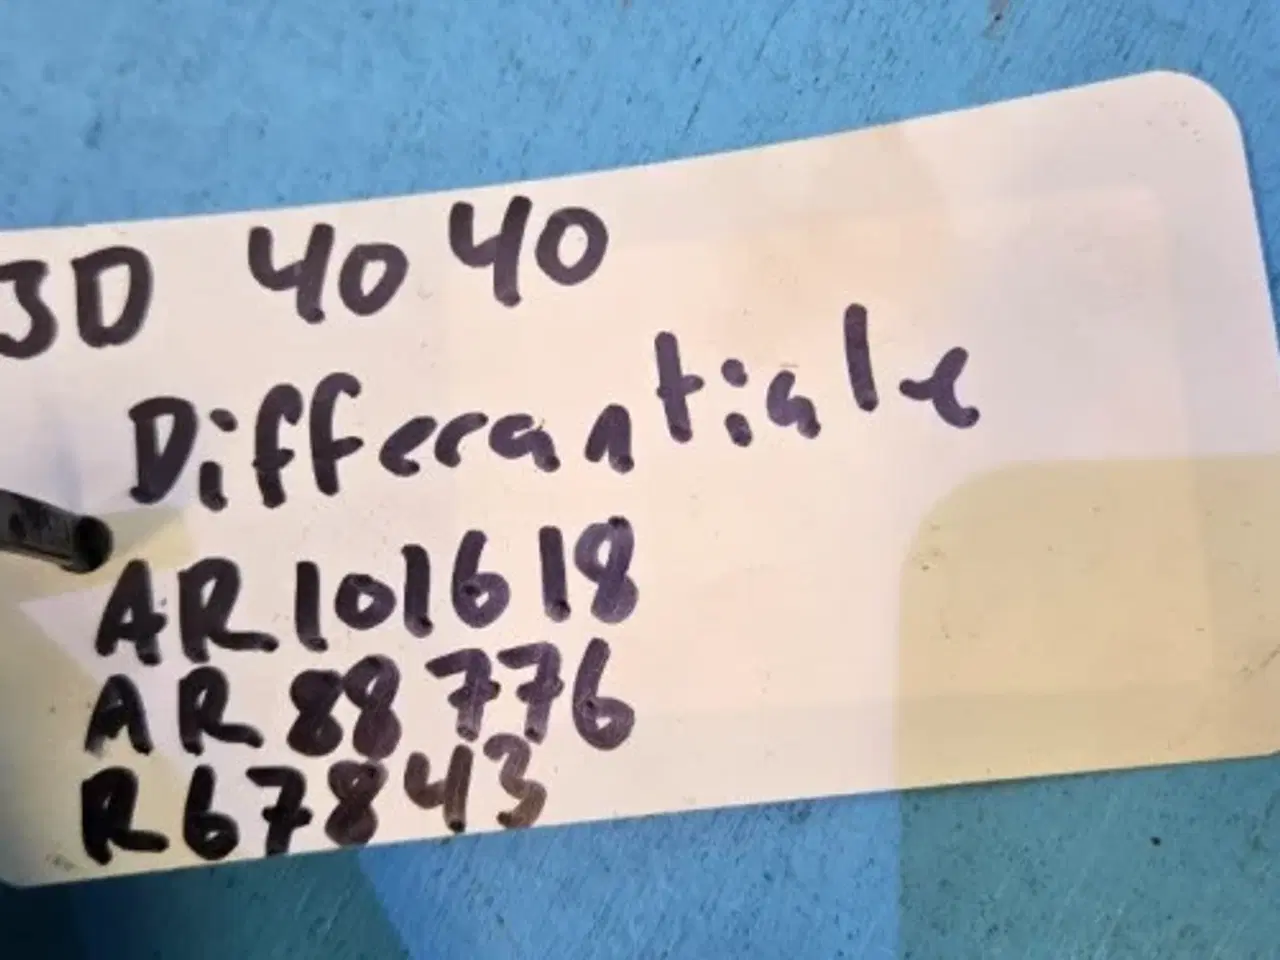 JD 4040
Differantiale
AR101618
AR88776
R67843